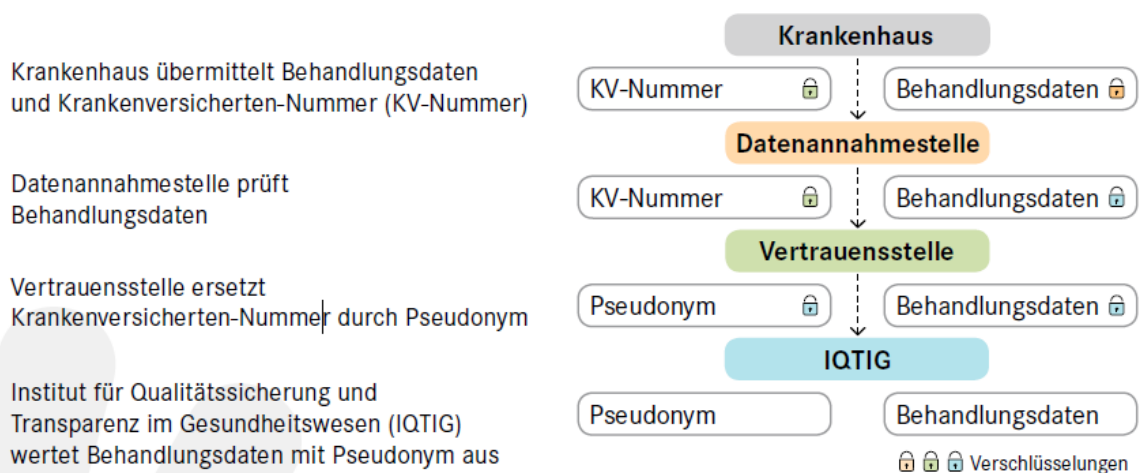 Krankenhaus
Krankenhaus übermittelt Behandlungsdaten
und Krankenversicherten-Nummer (KV-Nummer)
KV-Nummer
Behandlungsdaten
Datenannahmestelle
Datenannahmestelle prüft
Behandlungsdaten
KV-Nummer
Behandlungsdaten
Vertrauensstelle
Vertrauensstelle ersetzt
Krankenversicherten-Nummer durch Pseudonym
Pseudonym
Behandlungsdaten
IQTIG
Institut für Qualitätssicherung und
Transparenz im Gesundheitswesen (IQTIG)
wertet Behandlungsdaten mit Pseudonym aus
Pseudonym
Behandlungsdaten
Verschlüsselungen